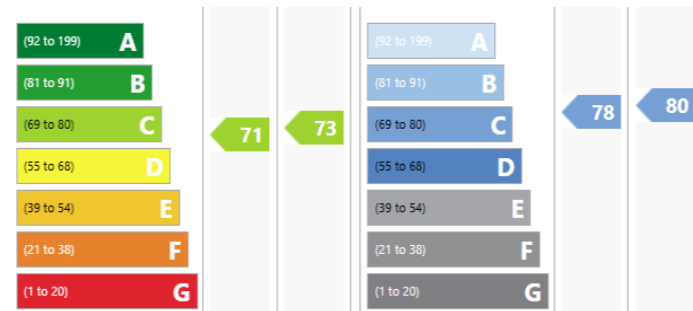 (92 to 199) A
(81 to 91) B
(69 to 80) C
(55 to 68) D
(39 to 54) E
(21 to 38) F
(1 to 20) G
71
73
(92 to 199) A
(81 to 91) B
(69 to 80) C
(55 to 68) D
(39 to 54) E
(21 to 38) F
(1 to 20) G
78
80